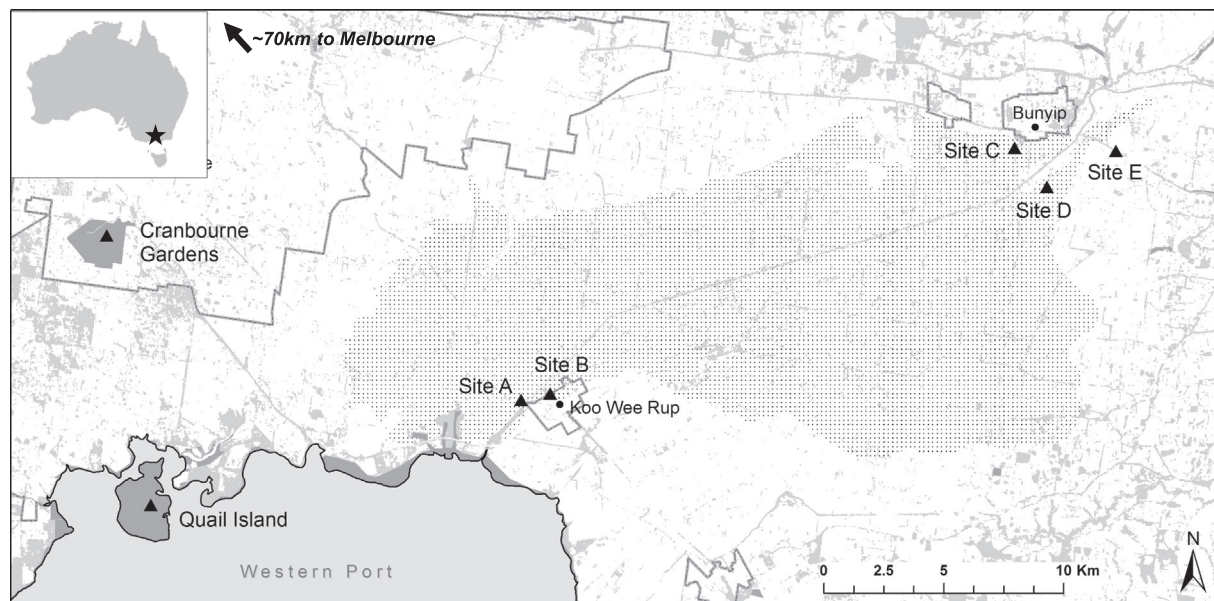 ~70km to Melbourne
Bunyip
Site C
Site E
Site D
Cranbourne
Gardens
Site B
Site A
Koo Wee Rup
Quail Island
Western Port
N
0 2.5 5 10 Km